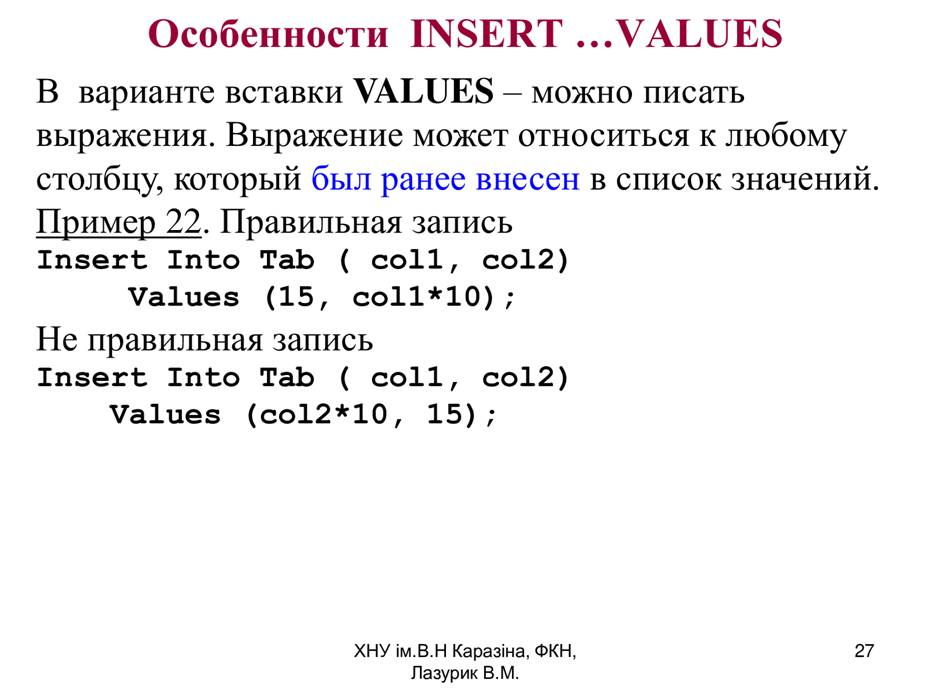 Особенности INSERT …VALUES
В варианте вставки VALUES – можно писать
выражения. Выражение может относиться к любому
столбцу, который был ранее внесен в список значений.
Пример 22. Правильная запись
Insert Into Tab ( col1, col2)
Values (15, col1*10);
Не правильная запись
Insert Into Tab ( col1, col2)
Values (col2*10, 15);
ХНУ ім.В.Н Каразіна, ФКН,
Лазурик В.М.
27